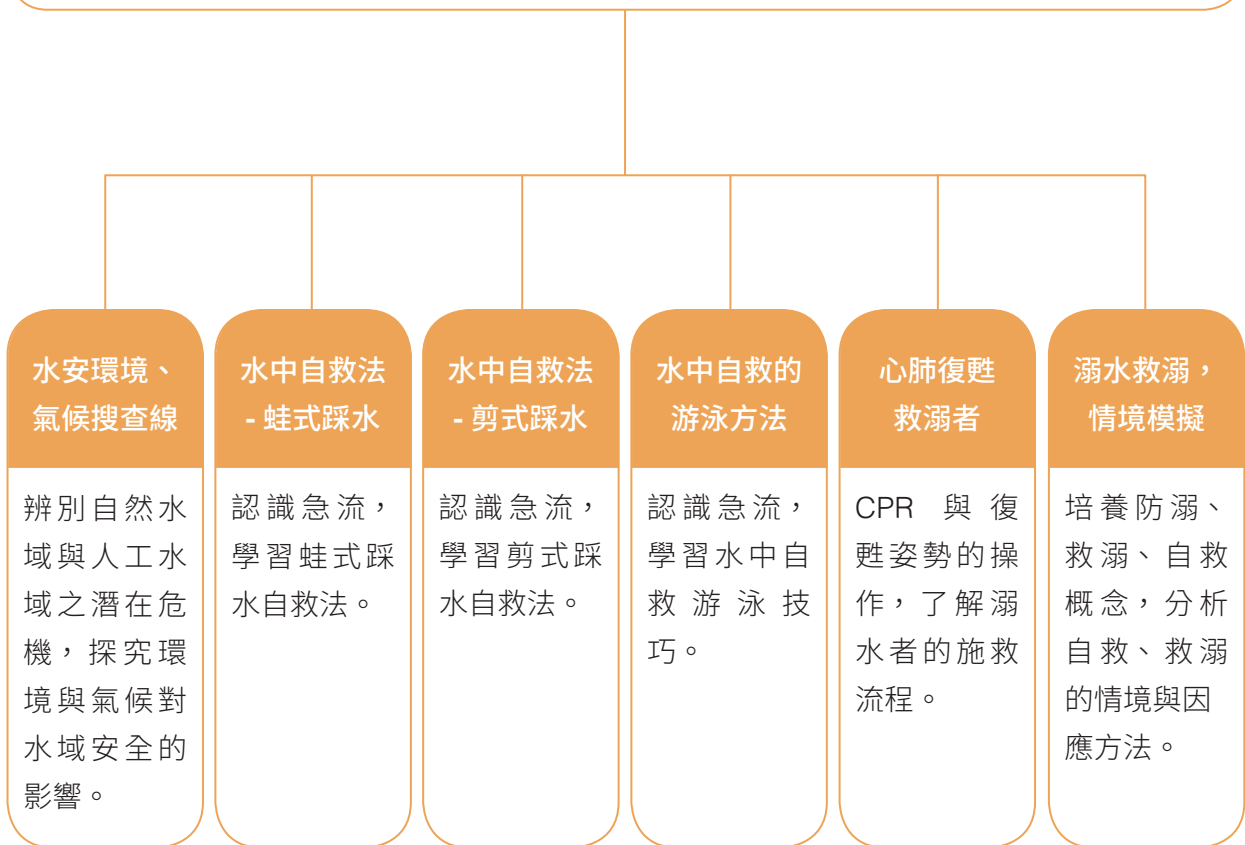 水安環境、
氣候搜查線
辨別自然水
域與人工水
域之潛在危
機，探究環
境與氣候對
水域安全的
影響。
水中自救法
- 蛙式踩水
認識急流，
學習蛙式踩
水自救法。
水中自救法
- 剪式踩水
認識急流，
學習剪式踩
水自救法。
水中自救的
游泳方法
認識急流，
學習水中自
救游泳技
巧。
心肺復甦
救溺者
CPR 與復
甦姿勢的操
作，了解溺
水者的施救
流程。
溺水救溺，
情境模擬
培養防溺、
救溺、自救
概念，分析
自救、救溺
的情境與因
應方法。